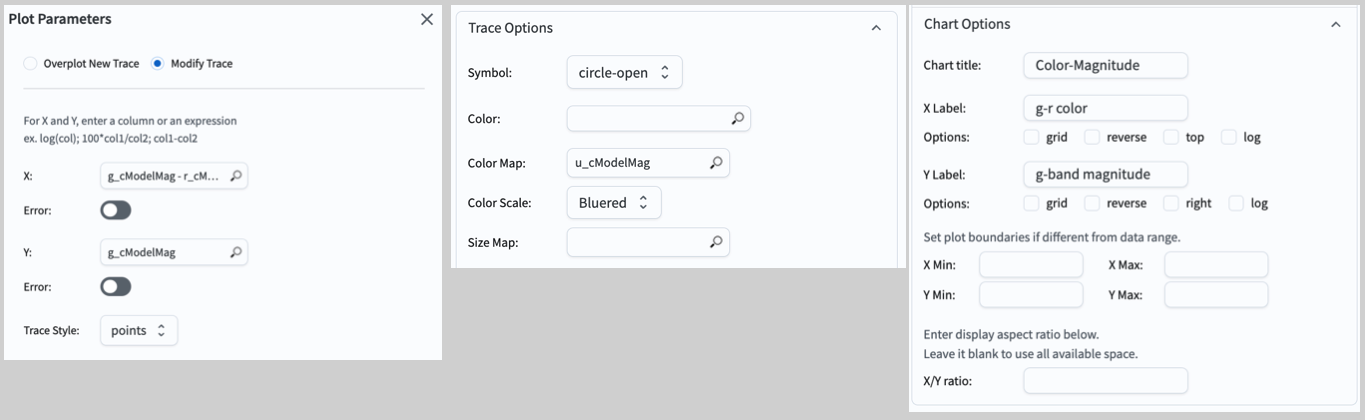 Plot Parameters
Overplot New Trace Modify Trace
For X and Y, enter a column or an expression
ex. log(col); 100*col1/col2; col1-col2
X: g_cModelMag - r_cM...
Error:
Y: g_cModelMag
Error:
Trace Style: points
Trace Options
Symbol: circle-open
Color:
Color Map: u_cModelMag
Color Scale: Bluered
Size Map:
Chart Options
Chart title: Color-Magnitude
X Label: g-r color
Options: grid reverse top log
Y Label: g-band magnitude
Options: grid reverse right log
Set plot boundaries if different from data range.
X Min: X Max:
Y Min: Y Max:
Enter display aspect ratio below.
Leave it blank to use all available space.
X/Y ratio: